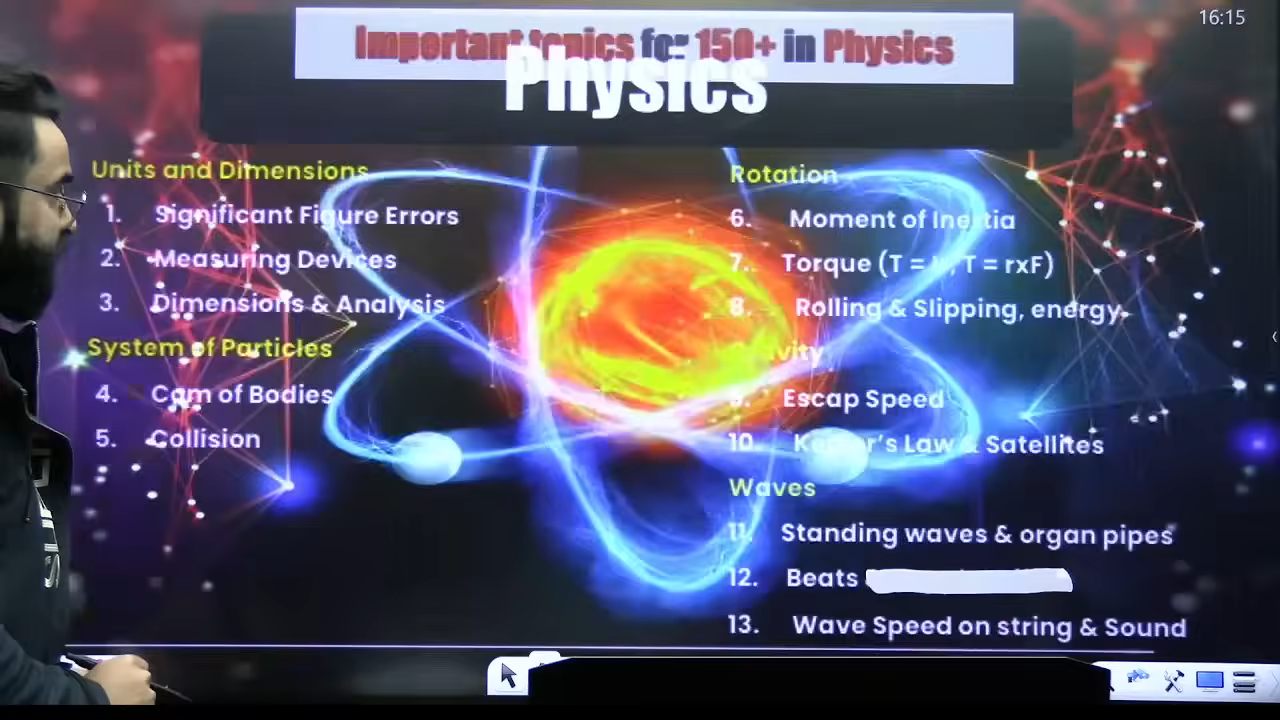 16:15
Important topics for 150+ in Physics
Physics
Units and Dimensions
1. Significant Figure Errors
2. Measuring Devices
3. Dimensions & Analysis
System of Particles
4. Com of Bodies
5. Collision
Rotation
6. Moment of Inertia
7. Torque (T = , T = rxF)
8. Rolling & Slipping, energy
9. Escap Speed
10. Kepler's Law & Satellites
Waves
11. Standing waves & organ pipes
12. Beats
13. Wave Speed on string & Sound